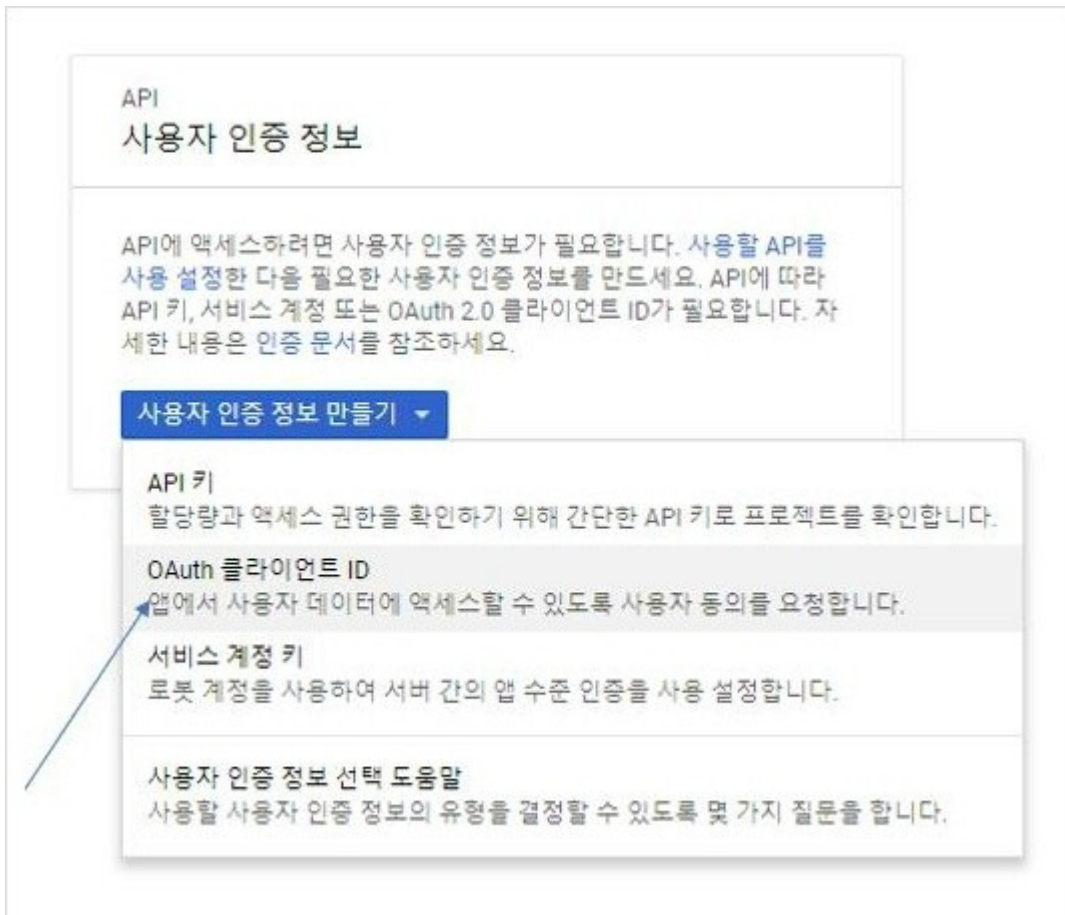 API
사용자 인증 정보
API에 액세스하려면 사용자 인증 정보가 필요합니다. 사용할 API를
사용 설정한 다음 필요한 사용자 인증 정보를 만드세요. API에 따라
API 키, 서비스 계정 또는 OAuth 2.0 클라이언트 ID가 필요합니다. 자
세한 내용은 인증 문서를 참조하세요.
사용자 인증 정보 만들기
API 키
할당량과 액세스 권한을 확인하기 위해 간단한 API 키로 프로젝트를 확인합니다.
OAuth 클라이언트 ID
앱에서 사용자 데이터에 액세스할 수 있도록 사용자 동의를 요청합니다.
서비스 계정 키
로봇 계정을 사용하여 서버 간의 앱 수준 인증을 사용 설정합니다.
사용자 인증 정보 선택 도움말
사용할 사용자 인증 정보의 유형을 결정할 수 있도록 몇 가지 질문을 합니다.